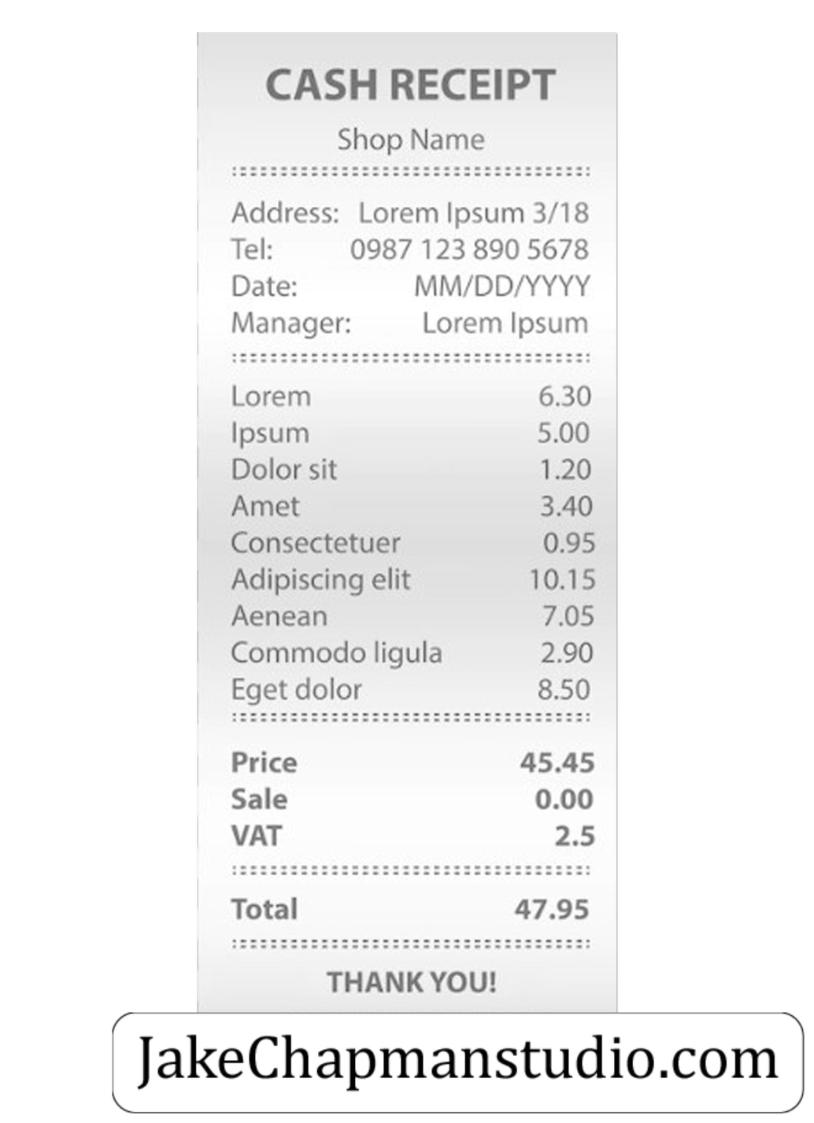 CASH RECEIPT
Shop Name
Address: Lorem Ipsum 3/18
Tel: 0987 123 890 5678
Date: MM/DD/YYYY
Manager: Lorem Ipsum
Lorem 6.30
Ipsum 5.00
Dolor sit 1.20
Amet 3.40
Consectetuer 0.95
Adipiscing elit 10.15
Aenean 7.05
Commodo ligula 2.90
Eget dolor 8.50
Price 45.45
Sale 0.00
VAT 2.5
Total 47.95
THANK YOU!
JakeChapmanstudio.com